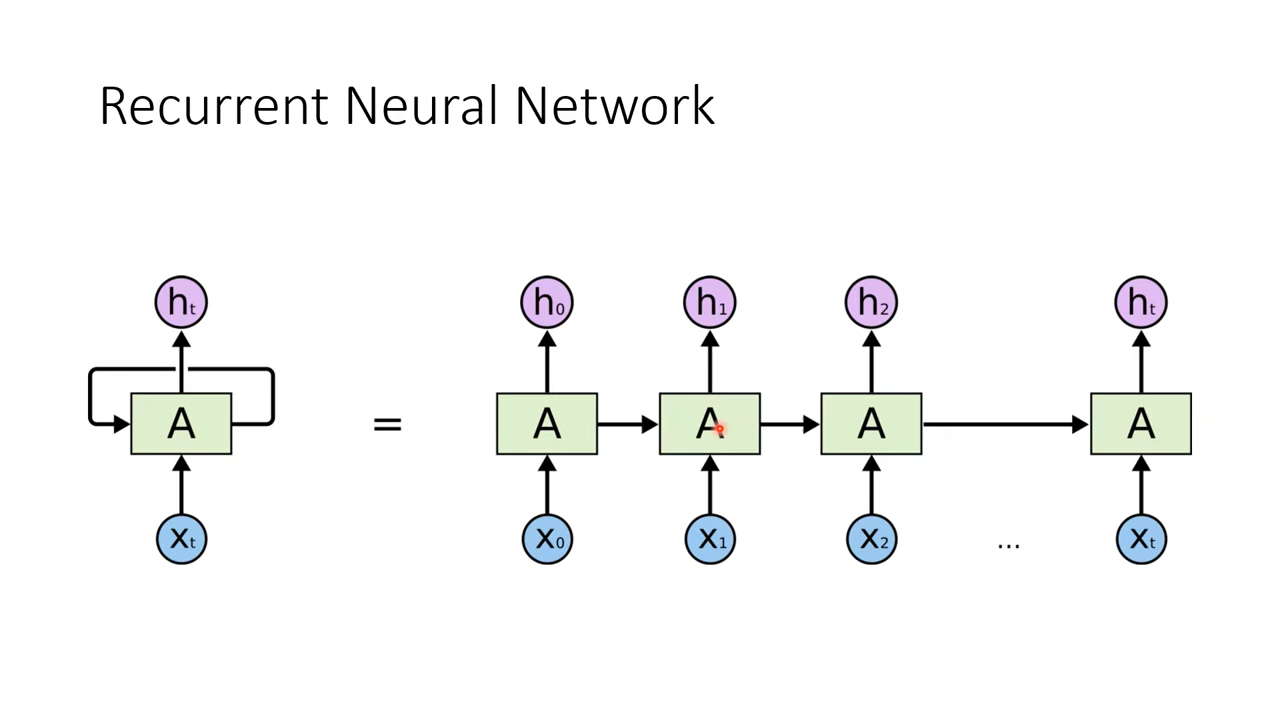 Recurrent Neural Network
ht h0 h1 h2 ht
A = A A A A
xt x0 x1 x2 ... xt